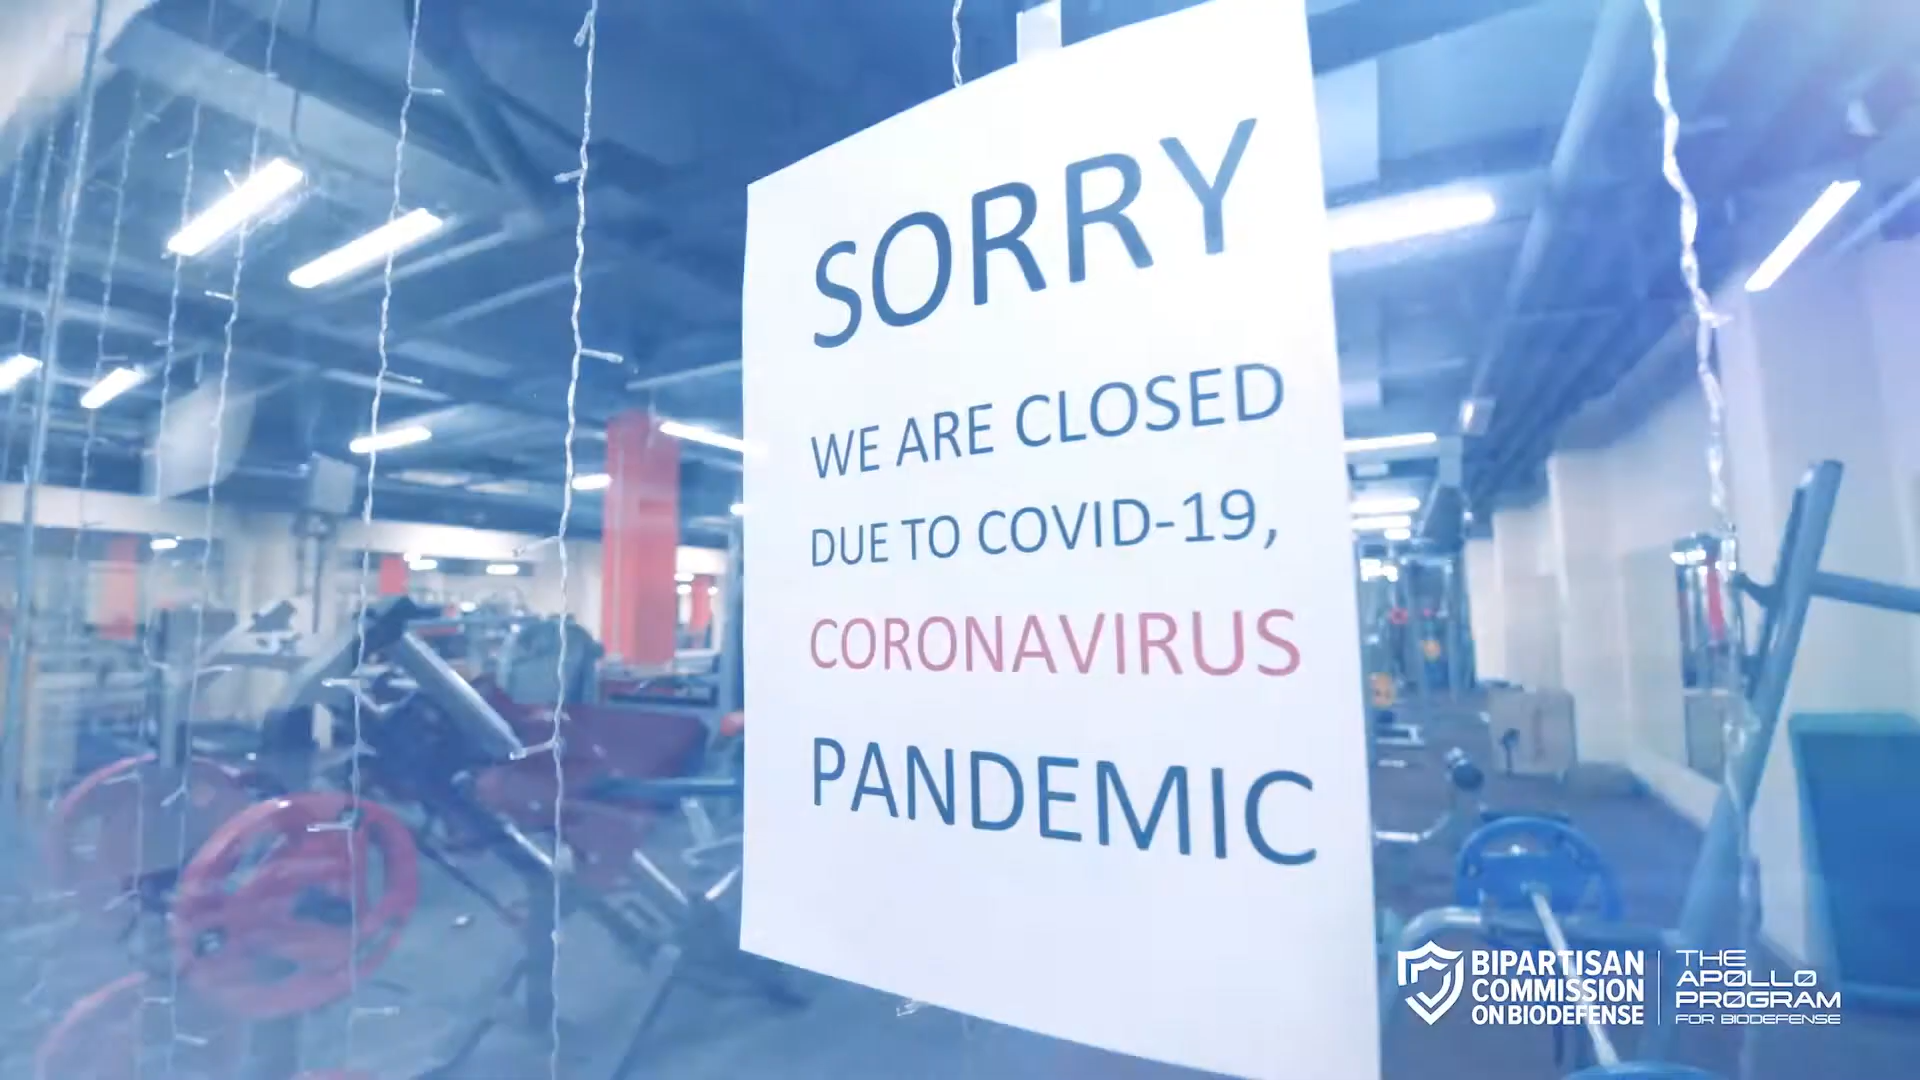 SORRY
WE ARE CLOSED
DUE TO COVID-19,
CORONAVIRUS
PANDEMIC
BIPARTISAN
COMMISSION
ON BIODEFENSE
THE
APOLLO
PROGRAM
FOR BIODEFENSE